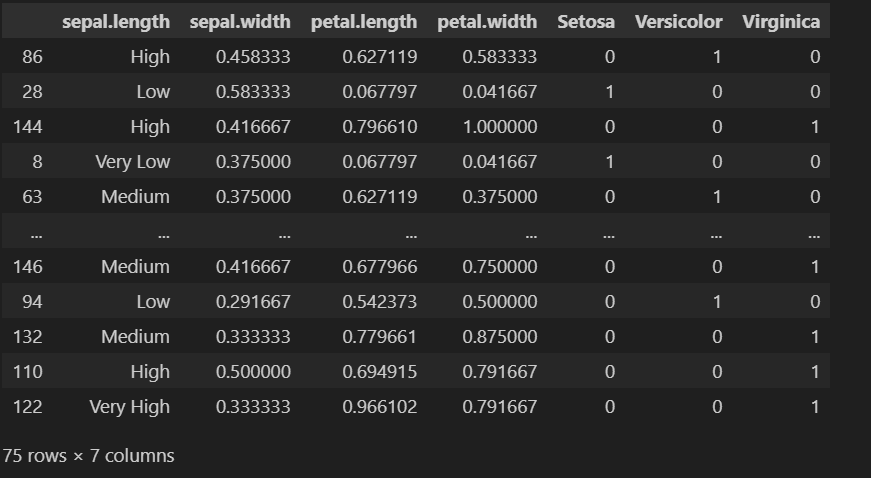 sepal.length sepal.width petal.length petal.width Setosa Versicolor Virginica
86 High 0.458333 0.627119 0.583333 0 1 0
28 Low 0.583333 0.067797 0.041667 1 0 0
144 High 0.416667 0.796610 1.000000 0 0 1
8 Very Low 0.375000 0.067797 0.041667 1 0 0
63 Medium 0.375000 0.627119 0.375000 0 1 0
... ... ... ... ... ... ... ...
146 Medium 0.416667 0.677966 0.750000 0 0 1
94 Low 0.291667 0.542373 0.500000 0 1 0
132 Medium 0.333333 0.779661 0.875000 0 0 1
110 High 0.500000 0.694915 0.791667 0 0 1
122 Very High 0.333333 0.966102 0.791667 0 0 1
75 rows × 7 columns